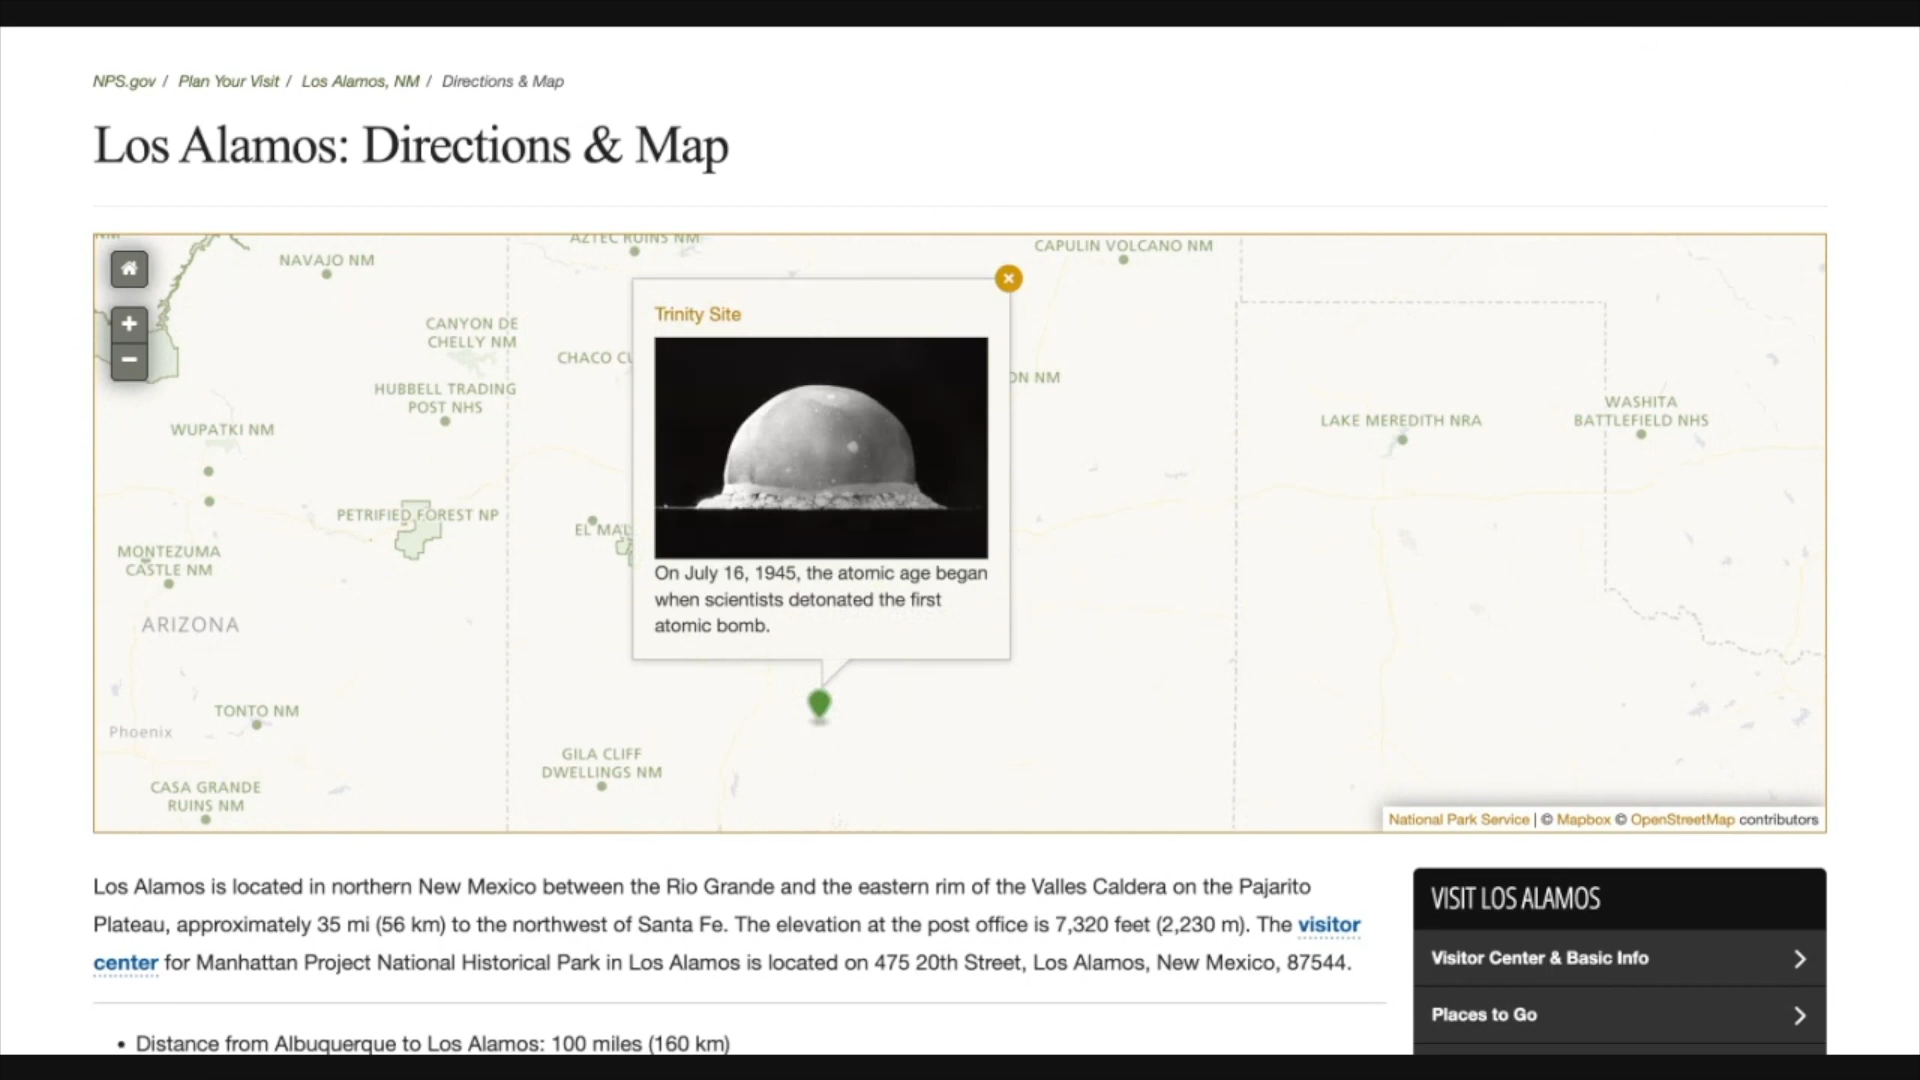 NPS.gov / Plan Your Visit / Los Alamos, NM / Directions & Map
Los Alamos: Directions & Map
NM
NAVAJO NM
AZTEC RUINS NM
CAPULIN VOLCANO NM
+
−
CANYON DE
CHELLY NM
CHACO CU
HUBBELL TRADING
POST NHS
WUPATKI NM
PETRIFIED FOREST NP
EL MAL
MONTEZUMA
CASTLE NM
ARIZONA
TONTO NM
Phoenix
GILA CLIFF
DWELLINGS NM
CASA GRANDE
RUINS NM
Trinity Site
On July 16, 1945, the atomic age began
when scientists detonated the first
atomic bomb.
ON NM
LAKE MEREDITH NRA
WASHITA
BATTLEFIELD NHS
National Park Service | © Mapbox © OpenStreetMap contributors
Los Alamos is located in northern New Mexico between the Rio Grande and the eastern rim of the Valles Caldera on the Pajarito
Plateau, approximately 35 mi (56 km) to the northwest of Santa Fe. The elevation at the post office is 7,320 feet (2,230 m). The visitor
center for Manhattan Project National Historical Park in Los Alamos is located on 475 20th Street, Los Alamos, New Mexico, 87544.
• Distance from Albuquerque to Los Alamos: 100 miles (160 km)
VISIT LOS ALAMOS
Visitor Center & Basic Info
Places to Go